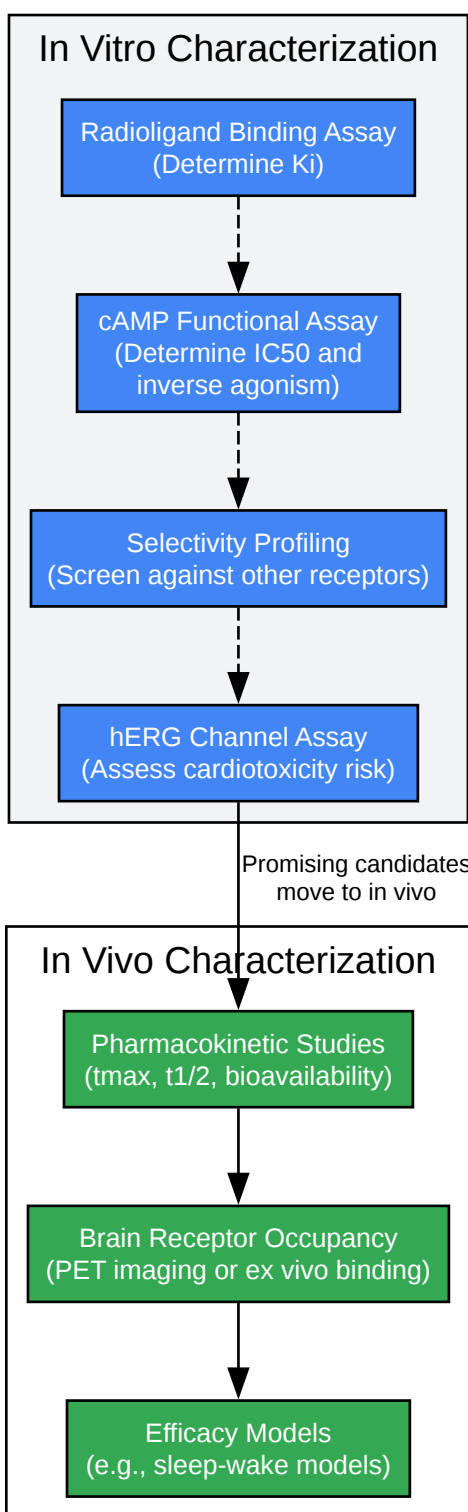 In Vitro Characterization
Radioligand Binding Assay
(Determine Ki)
cAMP Functional Assay
(Determine IC50 and
inverse agonism)
Selectivity Profiling
(Screen against other receptors)
hERG Channel Assay
(Assess cardiotoxicity risk)
Promising candidates
move to in vivo
In Vivo Characterization
Pharmacokinetic Studies
(tmax, t1/2, bioavailability)
Brain Receptor Occupancy
(PET imaging or ex vivo binding)
Efficacy Models
(e.g., sleep-wake models)